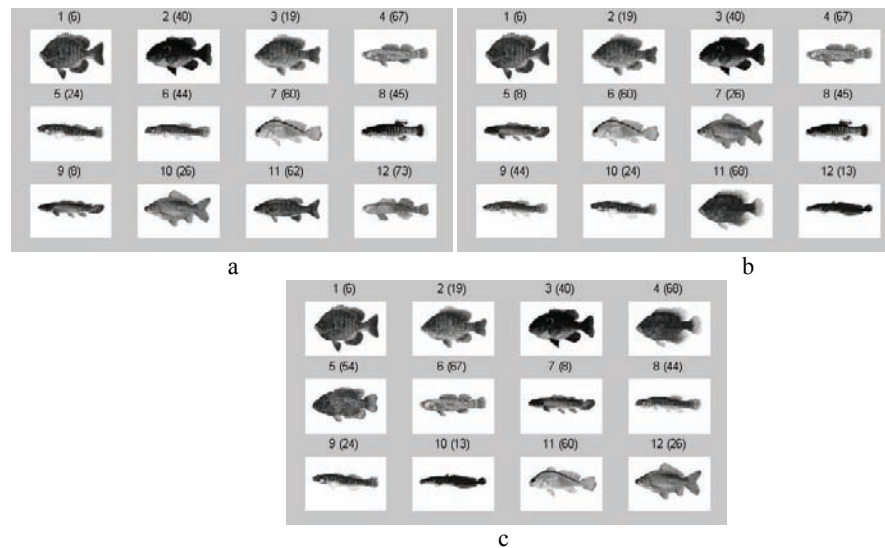 1 (6) 2 (40) 3 (19) 4 (67)
5 (24) 6 (44) 7 (60) 8 (45)
9 (8) 10 (26) 11 (62) 12 (73)
a
1 (6) 2 (19) 3 (40) 4 (67)
5 (8) 6 (60) 7 (26) 8 (45)
9 (44) 10 (24) 11 (68) 12 (13)
b
1 (6) 2 (19) 3 (40) 4 (68)
5 (54) 6 (67) 7 (8) 8 (44)
9 (24) 10 (13) 11 (60) 12 (26)
c